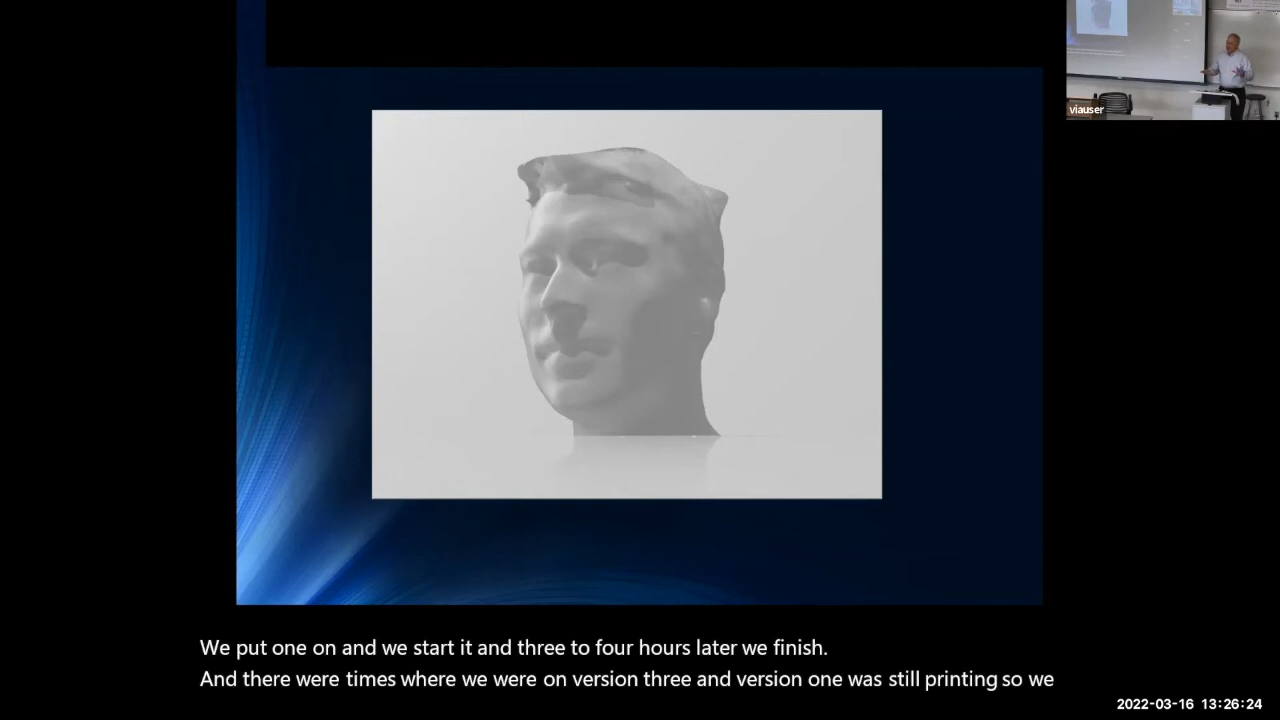 viauser
We put one on and we start it and three to four hours later we finish.
And there were times where we were on version three and version one was still printing so we
2022-03-16 13:26:24